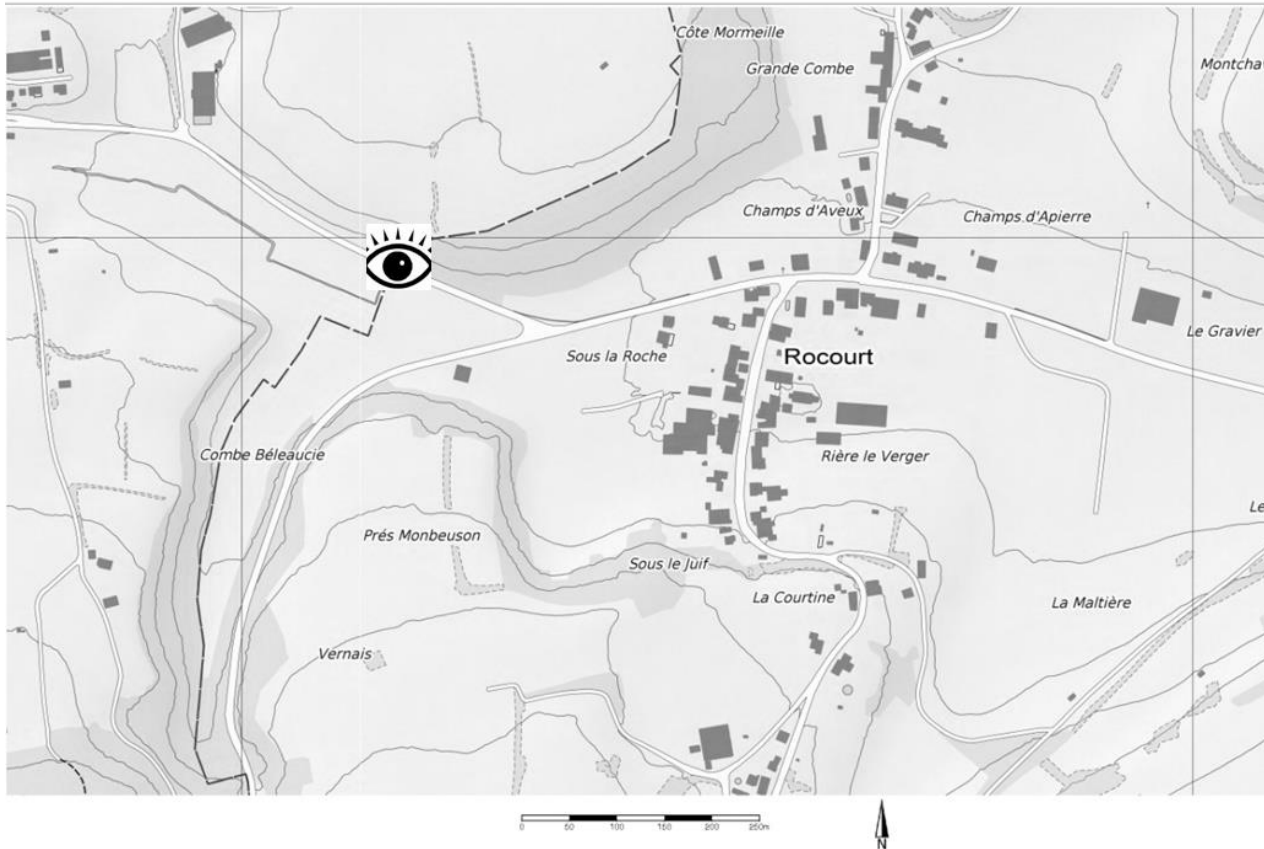 Côte Mormeille
Grande Combe
Montchav
Champs d'Aveux
Champs d'Apierre
Le Gravier
Sous la Roche
Rocourt
Combe Béleaucie
Rière le Verger
Le
Prés Monbeuson
Sous le Juif
La Courtine
La Maltière
Vernais
0 50 100 150 200 250m
N